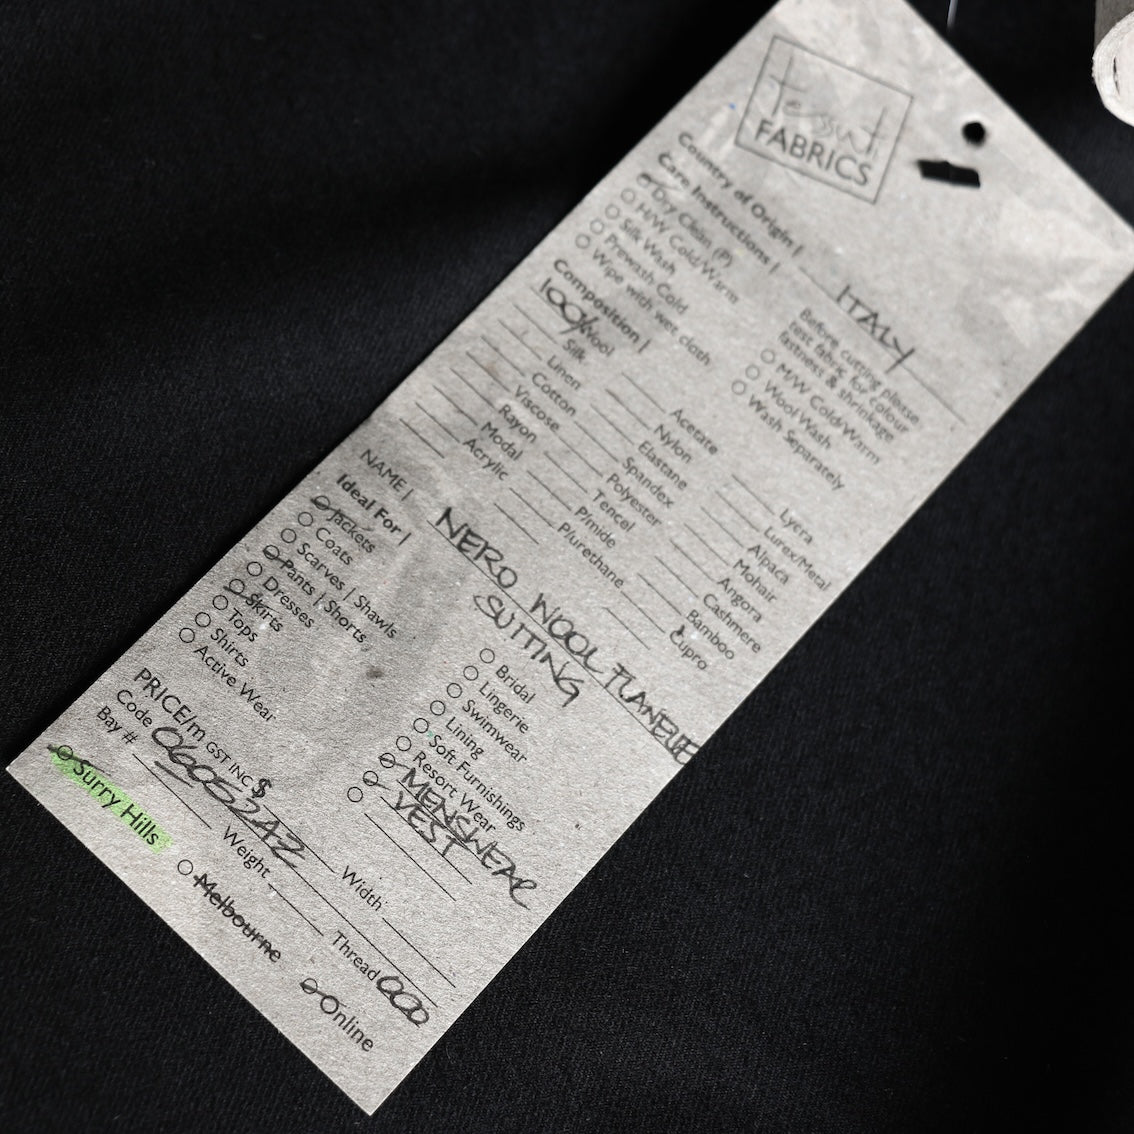 Tessuti
FABRICS
Country of Origin | ITALY
Care Instructions |
Dry Clean (P)
H/W Cold/Warm
Silk Wash
Prewash Cold
Wipe with wet cloth
Before cutting please
test fabric for colour
fastness & shrinkage
M/W Cold/Warm
Wool Wash
Wash Separately
Composition |
100% Wool
Silk
Linen
Cotton
Viscose
Rayon
Modal
Acrylic
Acetate
Nylon
Elastane
Spandex
Polyester
Tencel
P/mide
P/urethane
Lycra
Lurex/Metal
Alpaca
Mohair
Angora
Cashmere
Bamboo
Cupro
NAME | NERO WOOL FLANELLE
SUITING
Ideal For |
Jackets
Coats
Scarves | Shawls
Pants | Shorts
Dresses
Skirts
Tops
Shirts
Active Wear
Bridal
Lingerie
Swimwear
Lining
Soft Furnishings
Resort Wear
MENSWEAR
VEST
PRICE/m GST INC $
Code 060524Z Width
Bay # Weight Thread 000
Surry Hills Melbourne Online